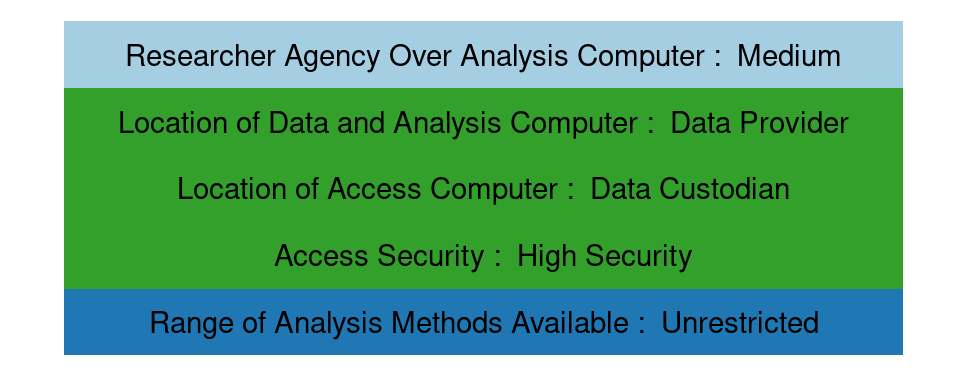 Researcher Agency Over Analysis Computer : Medium
Location of Data and Analysis Computer : Data Provider
Location of Access Computer : Data Custodian
Access Security : High Security
Range of Analysis Methods Available : Unrestricted